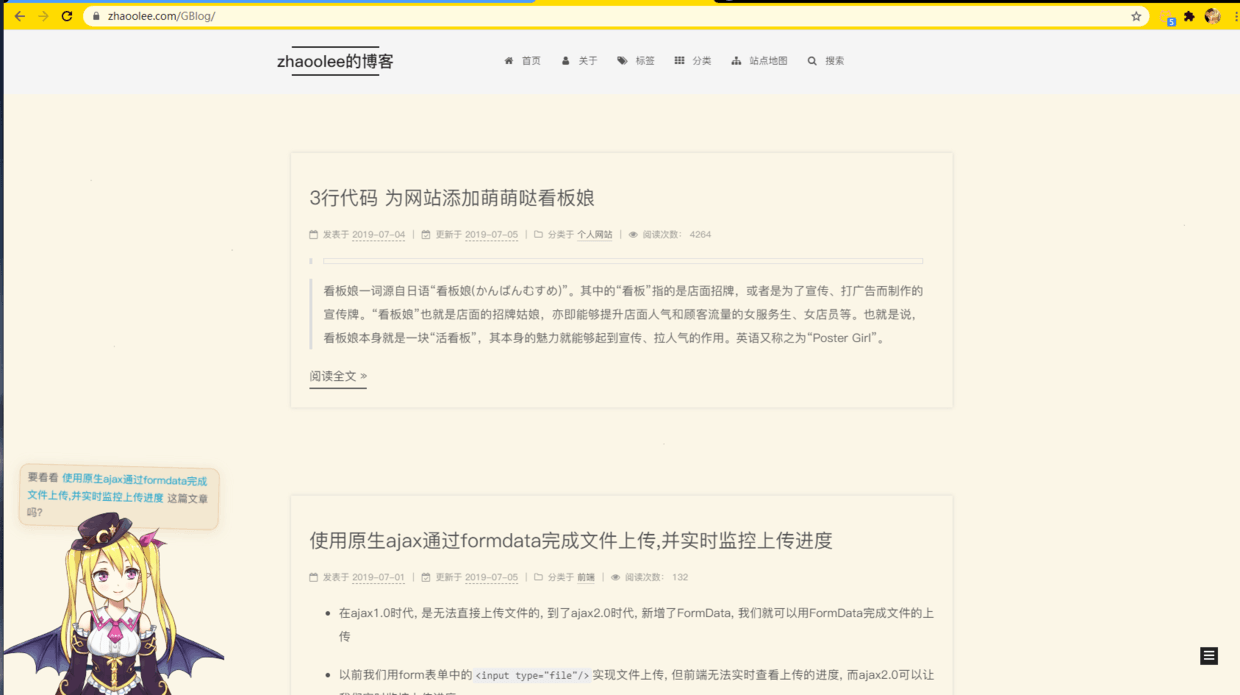 zhaoolee.com/GBlog/
5
zhaoolee的博客
首页 关于 标签 分类 站点地图 搜索
3行代码 为网站添加萌萌哒看板娘
发表于 2019-07-04 | 更新于 2019-07-05 | 分类于 个人网站 | 阅读次数: 4264
看板娘一词源自日语“看板娘(かんばんむすめ)”。其中的“看板”指的是店面招牌，或者是为了宣传、打广告而制作的
宣传牌。“看板娘”也就是店面的招牌姑娘，亦即能够提升店面人气和顾客流量的女服务生、女店员等。也就是说，
看板娘本身就是一块“活看板”，其本身的魅力就能够起到宣传、拉人气的作用。英语又称之为“Poster Girl”。
阅读全文 »
要看看 使用原生ajax通过formdata完成
文件上传,并实时监控上传进度 这篇文章
吗?
使用原生ajax通过formdata完成文件上传,并实时监控上传进度
发表于 2019-07-01 | 更新于 2019-07-05 | 分类于 前端 | 阅读次数: 132
在ajax1.0时代, 是无法直接上传文件的, 到了ajax2.0时代, 新增了FormData, 我们就可以用FormData完成文件的上
传
以前我们用form表单中的<input type="file"/>实现文件上传, 但前端无法实时查看上传的进度, 而ajax2.0可以让